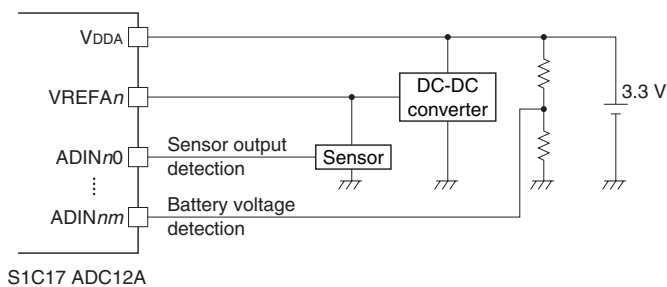 VDDA
VREFAn
DC-DC
converter
3.3 V
ADINn0
Sensor output
detection
Sensor
ADINnm
Battery voltage
detection
S1C17 ADC12A